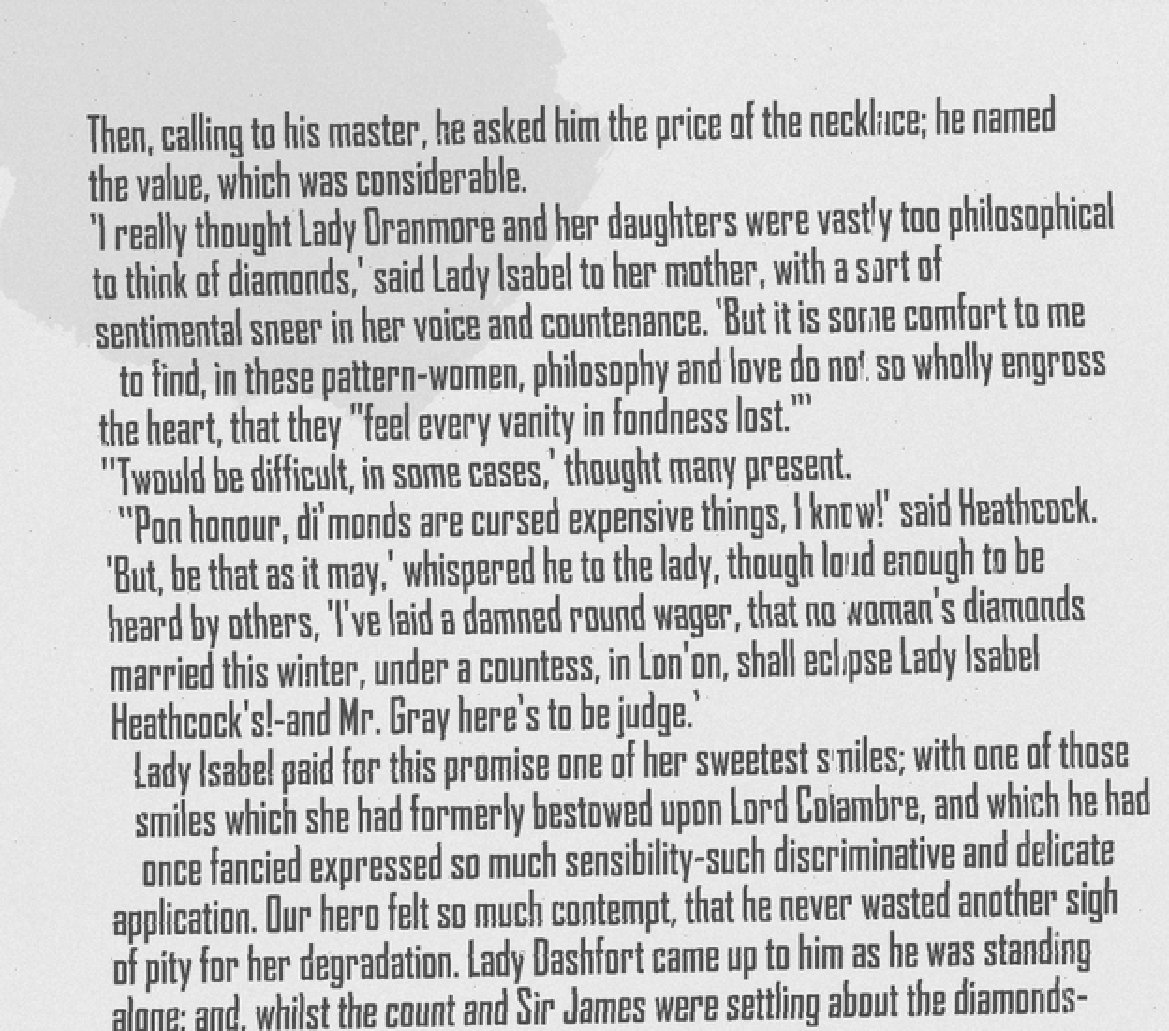 Then, calling to his master, he asked him the price of the necklace; he named
the value, which was considerable.
'I really thought Lady Oranmore and her daughters were vastly too philosophical
to think of diamonds,' said Lady Isabel to her mother, with a sort of
sentimental sneer in her voice and countenance. 'But it is some comfort to me
to find, in these pattern-women, philosophy and love do not so wholly engross
the heart, that they "feel every vanity in fondness lost."'
''Twould be difficult, in some cases,' thought many present.
''Pon honour, di'monds are cursed expensive things, I know!' said Heathcock.
'But, be that as it may,' whispered he to the lady, though loud enough to be
heard by others, 'I've laid a damned round wager, that no woman's diamonds
married this winter, under a countess, in Lon'on, shall eclipse Lady Isabel
Heathcock's!-and Mr. Gray here's to be judge.'
Lady Isabel paid for this promise one of her sweetest smiles; with one of those
smiles which she had formerly bestowed upon Lord Colambre, and which he had
once fancied expressed so much sensibility-such discriminative and delicate
application. Our hero felt so much contempt, that he never wasted another sigh
of pity for her degradation. Lady Dashfort came up to him as he was standing
alone; and, whilst the count and Sir James were settling about the diamonds-